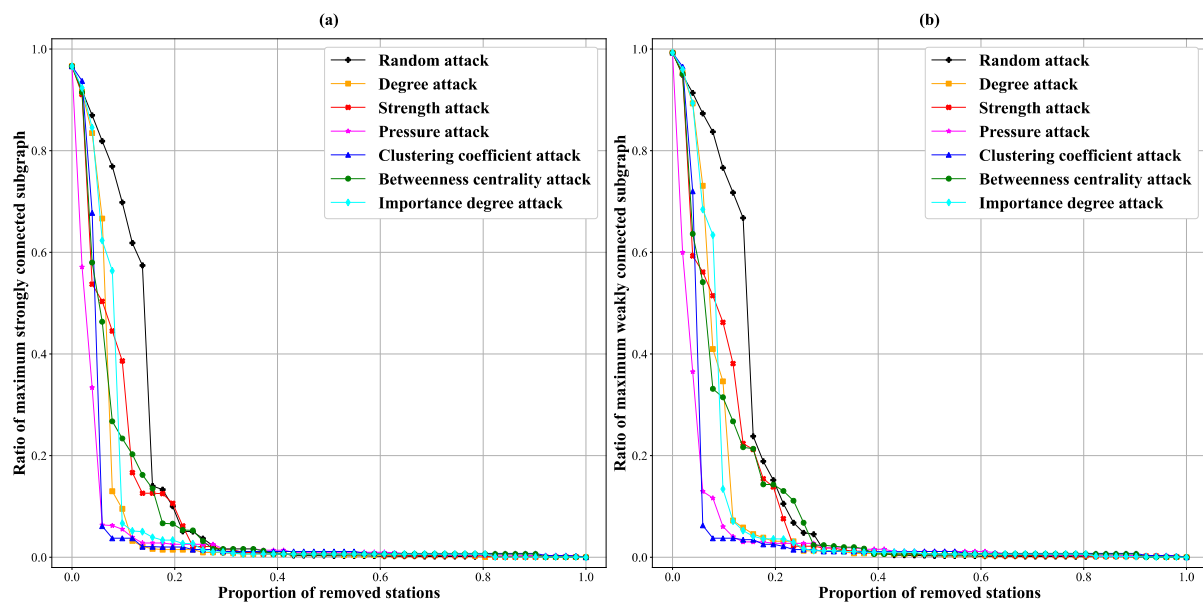 (a)
Ratio of maximum strongly connected subgraph
1.0
0.8
0.6
0.4
0.2
0.0
Random attack
Degree attack
Strength attack
Pressure attack
Clustering coefficient attack
Betweenness centrality attack
Importance degree attack
0.0 0.2 0.4 0.6 0.8 1.0
Proportion of removed stations
(b)
Ratio of maximum weakly connected subgraph
1.0
0.8
0.6
0.4
0.2
0.0
Random attack
Degree attack
Strength attack
Pressure attack
Clustering coefficient attack
Betweenness centrality attack
Importance degree attack
0.0 0.2 0.4 0.6 0.8 1.0
Proportion of removed stations